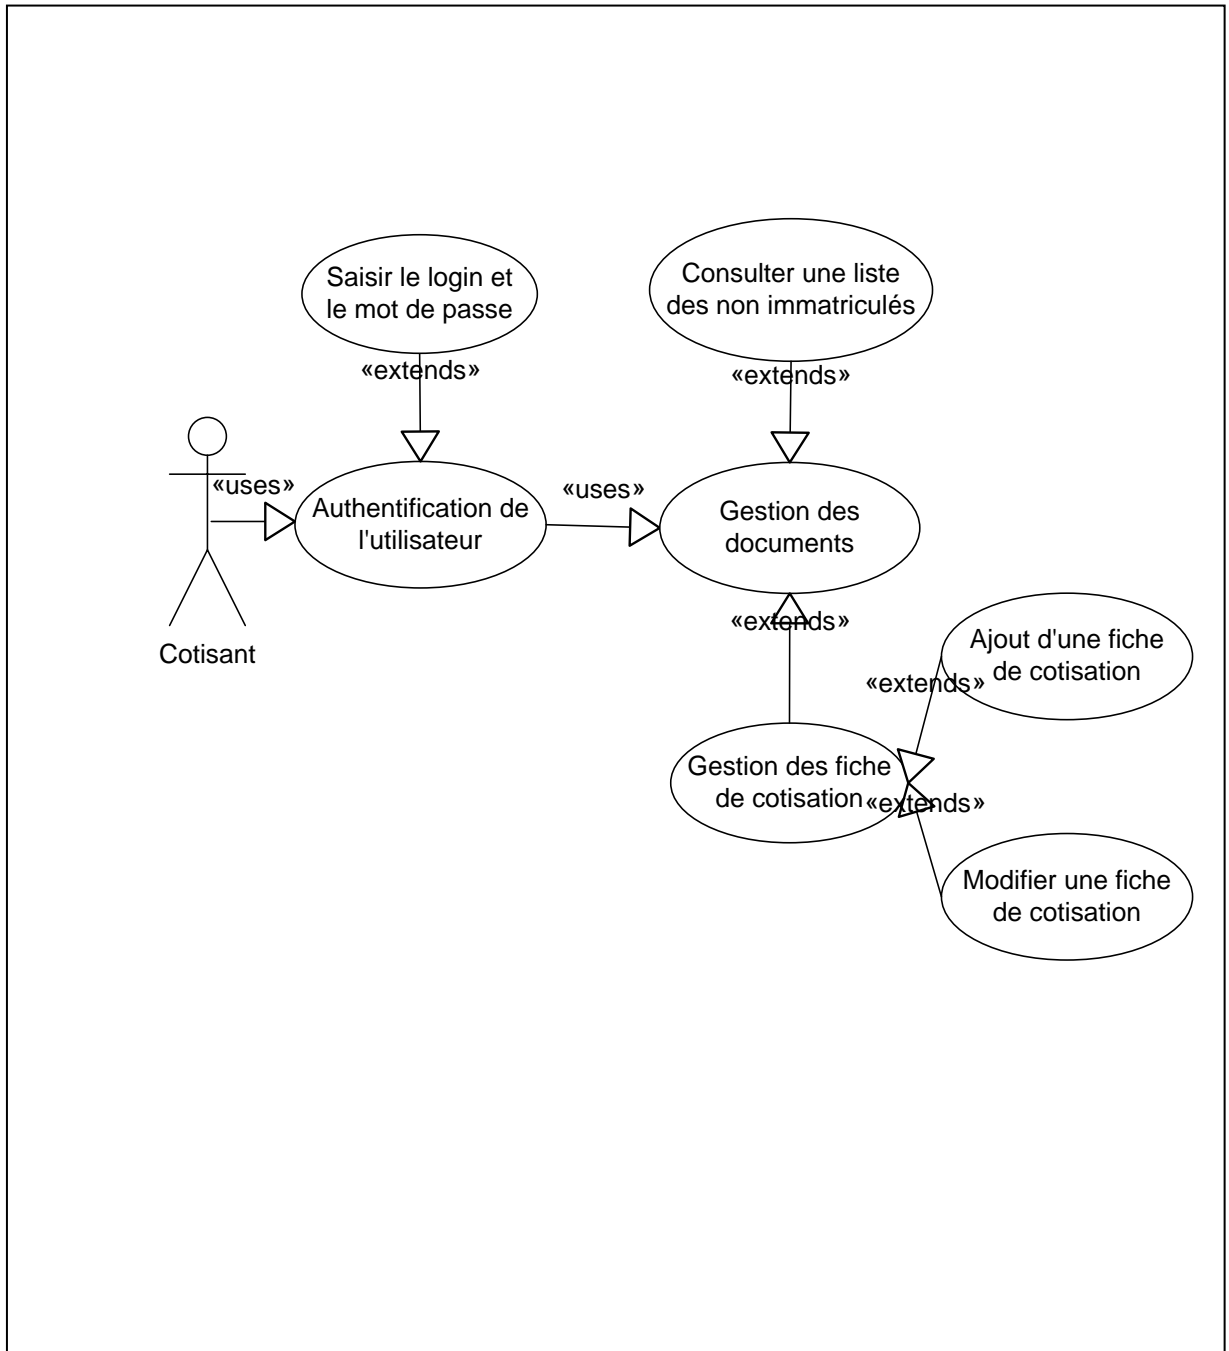 Saisir le login et
le mot de passe
Consulter une liste
des non immatriculés
«extends»
«extends»
«uses»
«uses»
Authentification de
l'utilisateur
Gestion des
documents
Cotisant
«extends»
Ajout d'une fiche
de cotisation
«extends»
Gestion des fiche
de cotisation
«extends»
Modifier une fiche
de cotisation